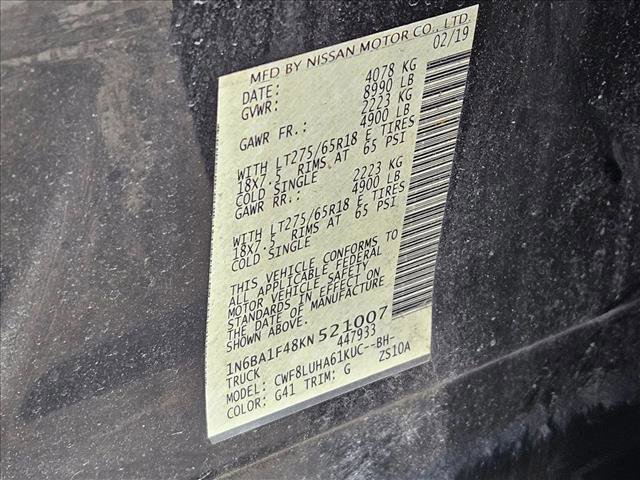 MFD BY NISSAN MOTOR CO., LTD.
DATE: 02/19
GVWR: 4078 KG
8990 LB
GAWR FR.: 2223 KG
4900 LB
WITH LT275/65R18 E TIRES
18X7.5 RIMS AT 65 PSI
COLD SINGLE
GAWR RR.: 2223 KG
4900 LB
WITH LT275/65R18 E TIRES
18X7.5 RIMS AT 65 PSI
COLD SINGLE
THIS VEHICLE CONFORMS TO
ALL APPLICABLE FEDERAL
MOTOR VEHICLE SAFETY
STANDARDS IN EFFECT ON
THE DATE OF MANUFACTURE
1N6BA1F48KN521007
TRUCK 447933
MODEL: CWF8LUHA61KUC--BH-
COLOR: G41 TRIM: G ZS10A